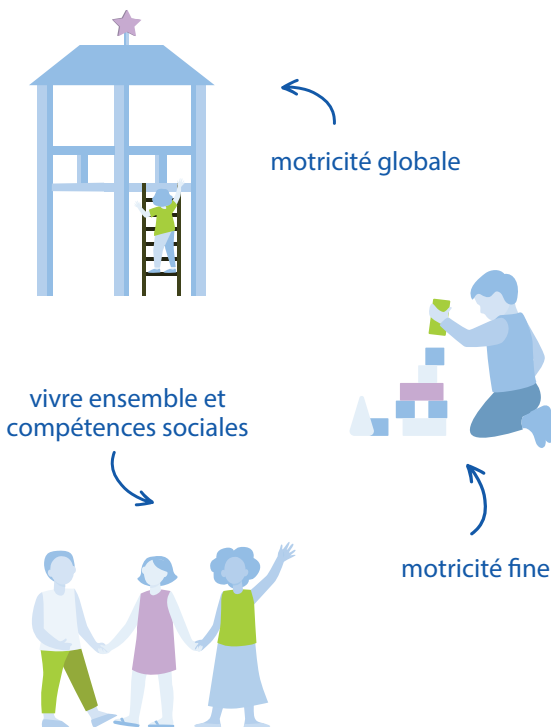 motricité globale
vivre ensemble et
compétences sociales
motricité fine